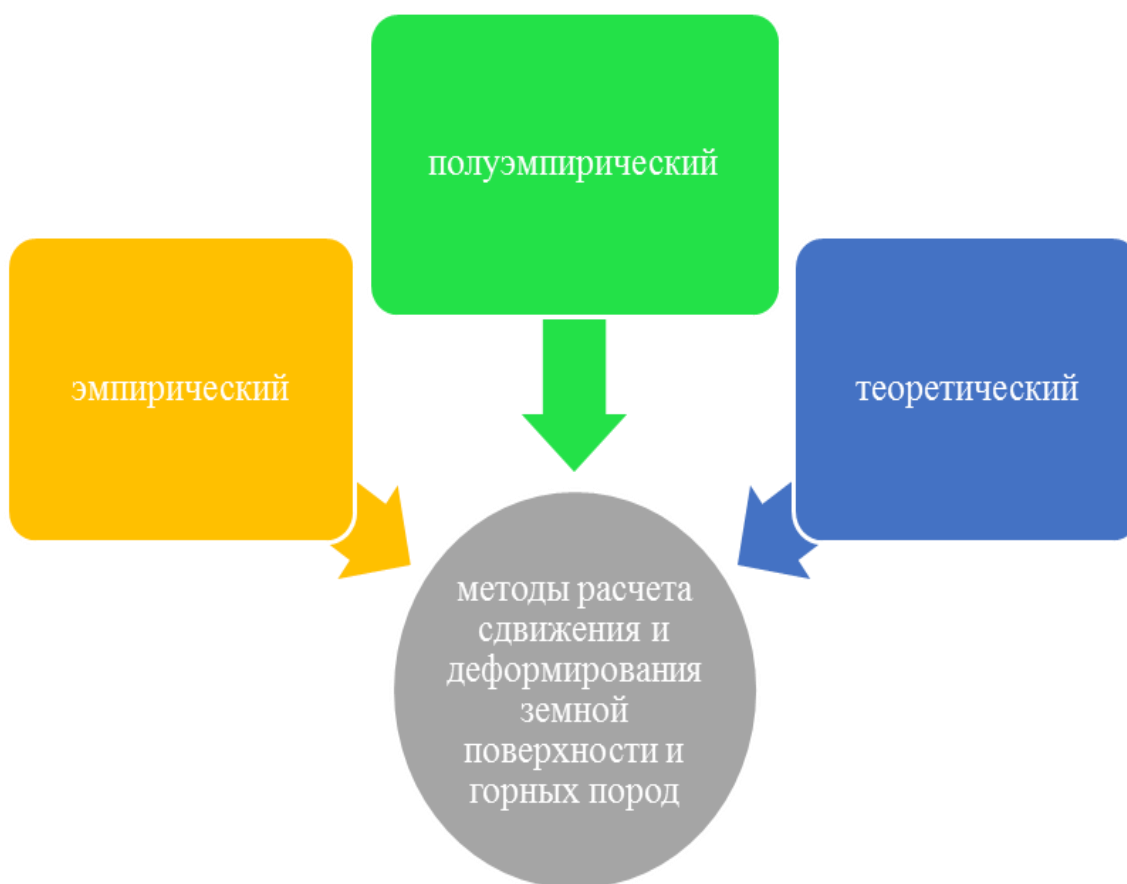 полуэмпирический
эмпирический
теоретический
методы расчета
сдвижения и
деформирования
земной
поверхности и
горных пород